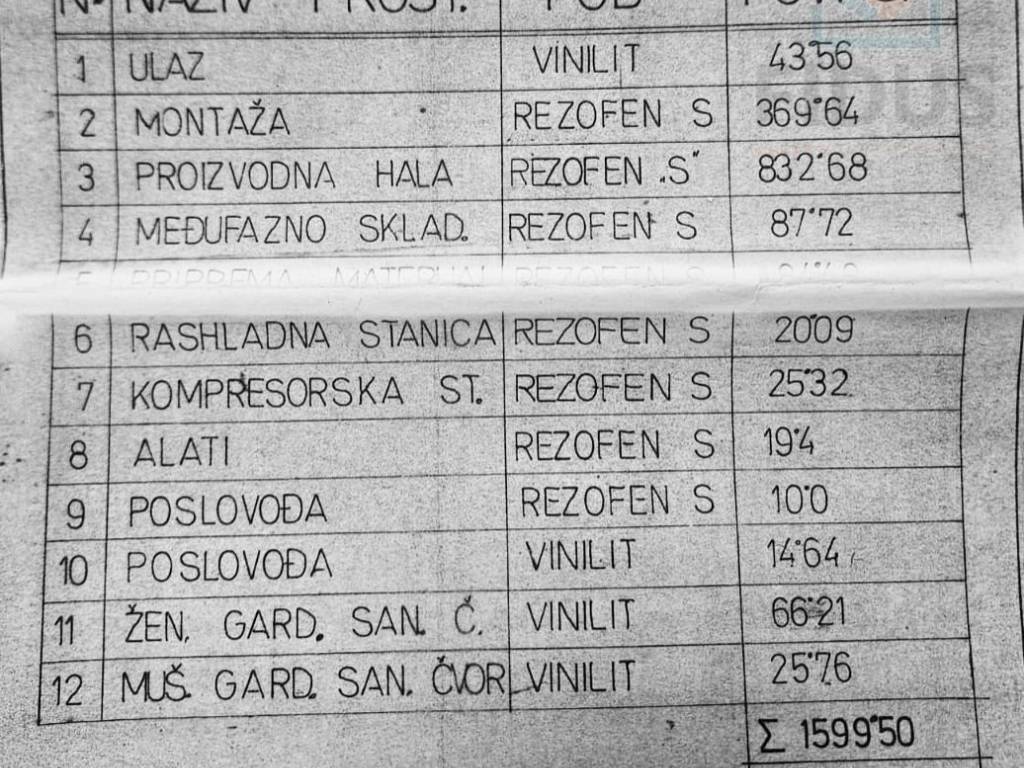 NAZIV PROST. POD
1 ULAZ VINILIT 43°56
2 MONTAŽA REZOFEN S 369°64
3 PROIZVODNA HALA REZOFEN „S" 832°68
4 MEĐUFAZNO SKLAD. REZOFEN S 87°72
5 PRIPREMA REZOFEN S
6 RASHLADNA STANICA REZOFEN S 20°09
7 KOMPRESORSKA ST. REZOFEN S 25°32
8 ALATI REZOFEN S 19°4
9 POSLOVOĐA REZOFEN S 10°0
10 POSLOVOĐA VINILIT 14°64
11 ŽEN. GARD. SAN. Č. VINILIT 66°21
12 MUŠ. GARD. SAN. ČVOR VINILIT 25°76
Σ 1599°50